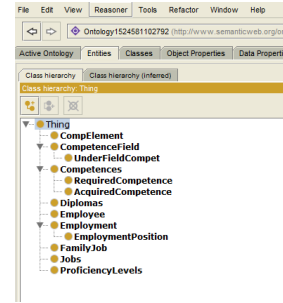 File Edit View Reasoner Tools Refactor Window Help
Ontology1524581102792 (http://www.semanticweb.org/or
Active Ontology Entities Classes Object Properties Data Properti
Class hierarchy Class hierarchy (inferred)
Class hierarchy: Thing
Thing
CompElement
CompetenceField
UnderFieldCompet
Competences
RequiredCompetence
AcquiredCompetence
Diplomas
Employee
Employment
EmploymentPosition
FamilyJob
Jobs
ProficiencyLevels